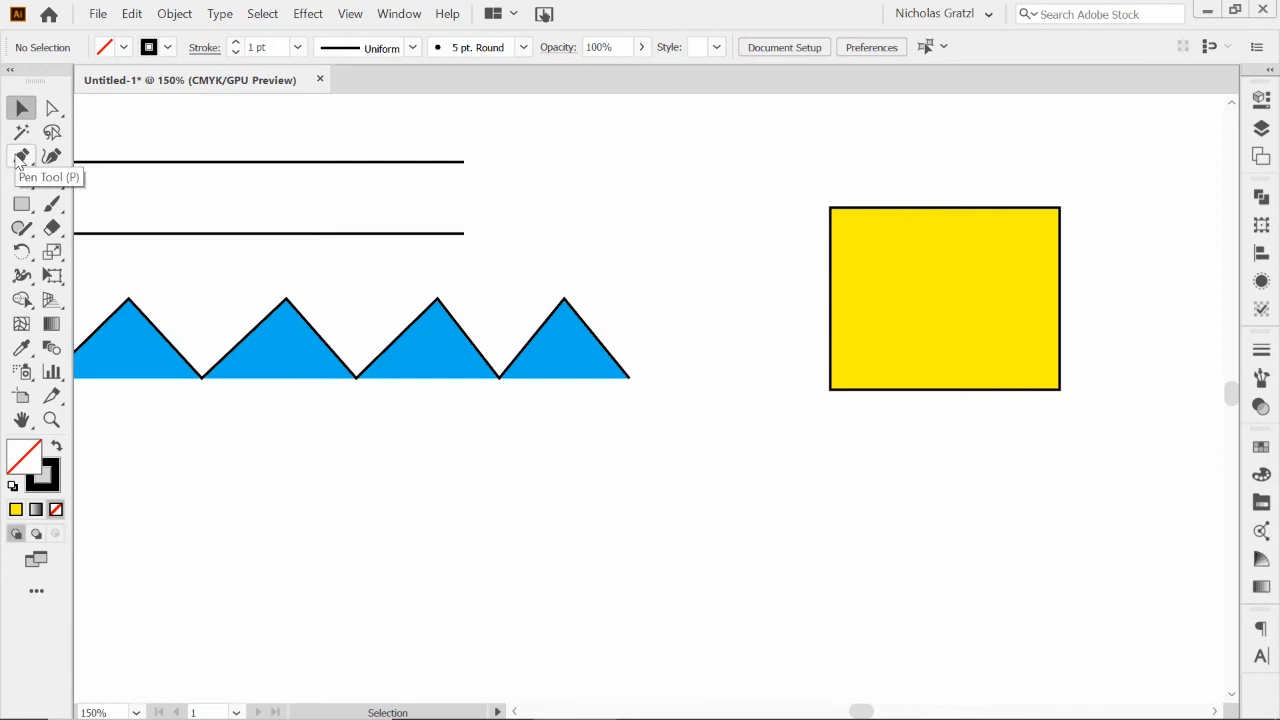 Ai File Edit Object Type Select Effect View Window Help Nicholas Gratzl Search Adobe Stock
No Selection Stroke: 1 pt Uniform 5 pt. Round Opacity: 100% Style: Document Setup Preferences
Untitled-1* @ 150% (CMYK/GPU Preview)
Pen Tool (P)
150% 1 Selection